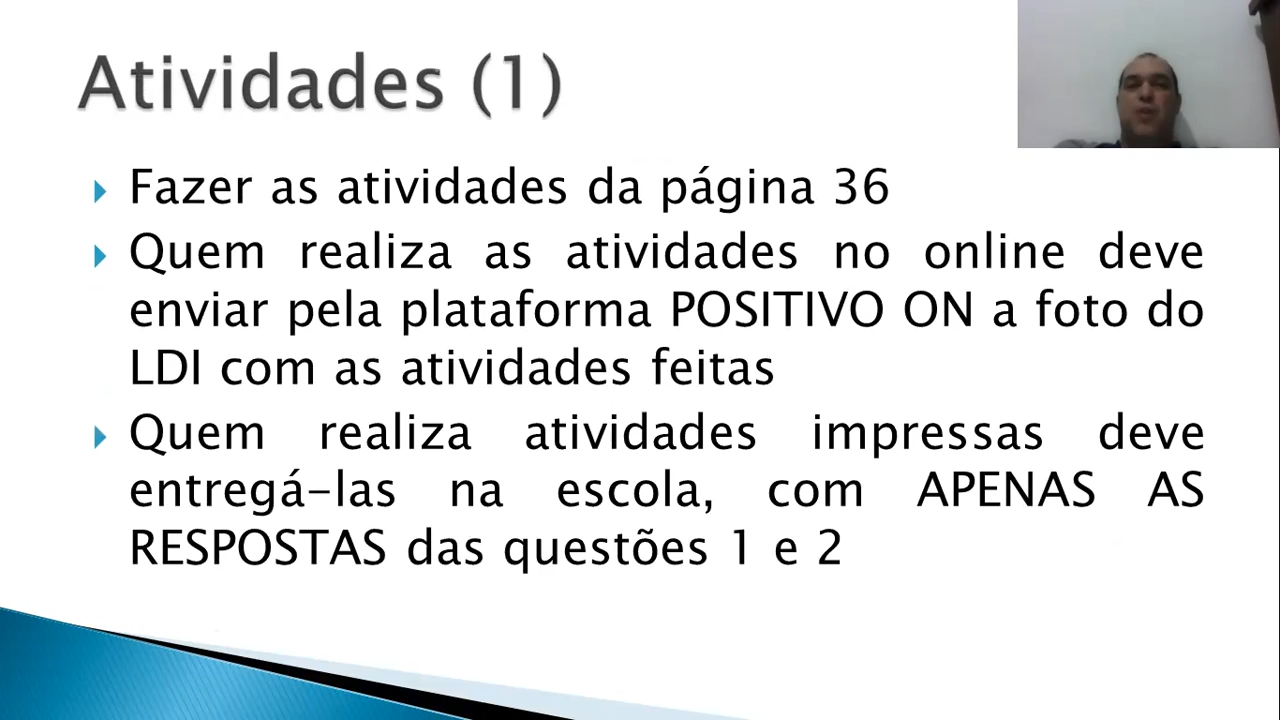 Atividades (1)
Fazer as atividades da página 36
Quem realiza as atividades no online deve
enviar pela plataforma POSITIVO ON a foto do
LDI com as atividades feitas
Quem realiza atividades impressas deve
entregá-las na escola, com APENAS AS
RESPOSTAS das questões 1 e 2